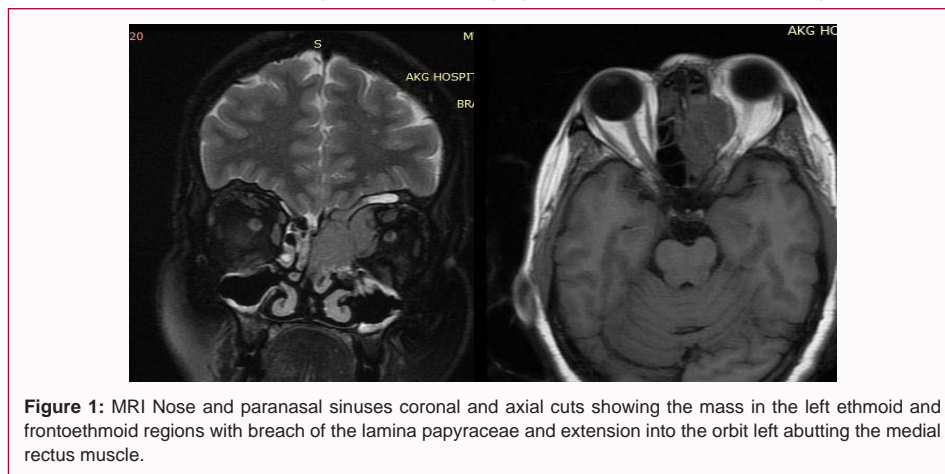 20
S
M
AKG HOSPIT
BRA
AKG HO
Figure 1: MRI Nose and paranasal sinuses coronal and axial cuts showing the mass in the left ethmoid and
frontoethmoid regions with breach of the lamina papyraceae and extension into the orbit left abutting the medial
rectus muscle.